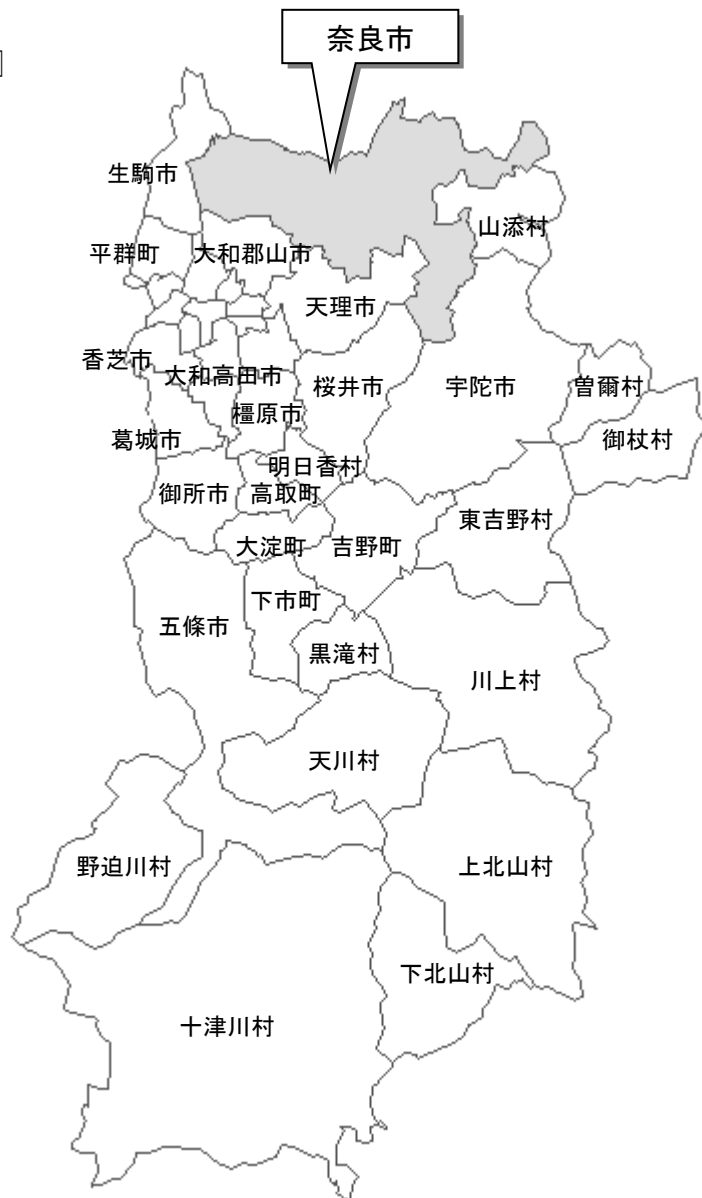 奈良市
生駒市
山添村
平群町
大和郡山市
天理市
香芝市
大和高田市
桜井市
宇陀市
曽爾村
橿原市
葛城市
御杖村
明日香村
御所市
高取町
東吉野村
大淀町
吉野町
下市町
五條市
黒滝村
川上村
天川村
野迫川村
上北山村
下北山村
十津川村